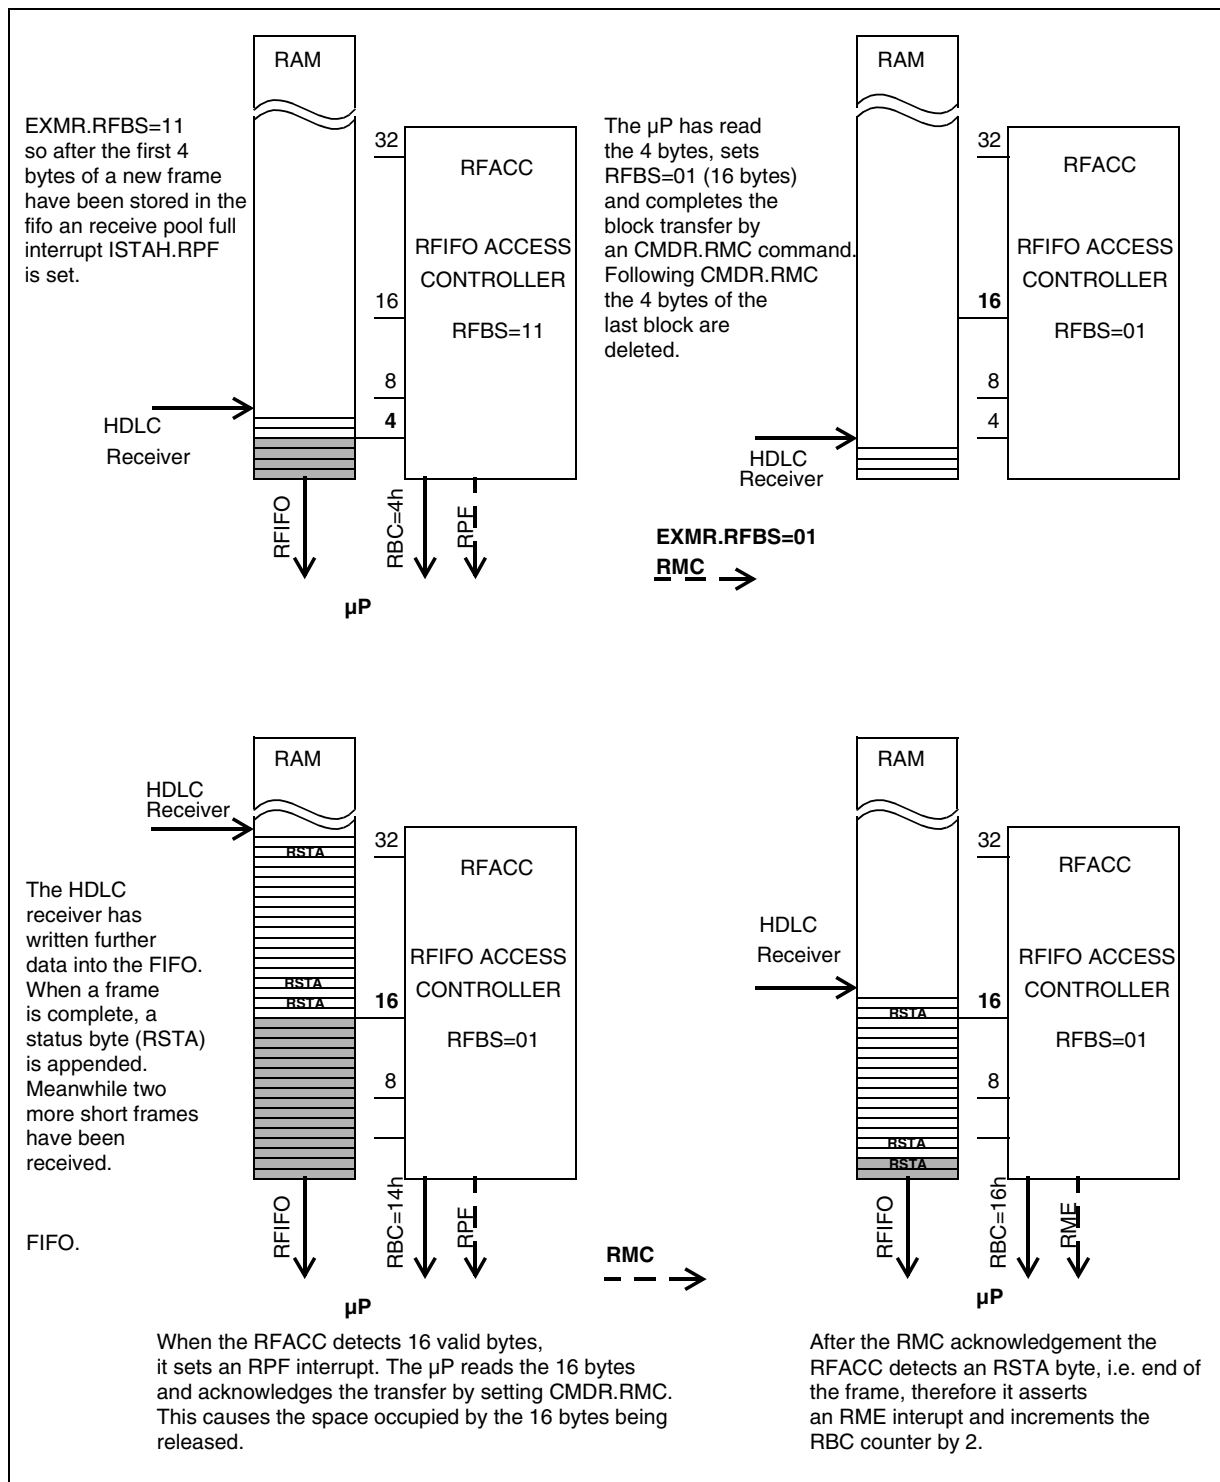 RAM
EXMR.RFBS=11
so after the first 4
bytes of a new frame
have been stored in the
fifo an receive pool full
interrupt ISTAH.RPF
is set.
32
RFACC
RFIFO ACCESS
CONTROLLER
16
RFBS=11
8
4
HDLC
Receiver
RFIFO
RBC=4h
RPF
µP
RAM
The µP has read
the 4 bytes, sets
RFBS=01 (16 bytes)
and completes the
block transfer by
an CMDR.RMC command.
Following CMDR.RMC
the 4 bytes of the
last block are
deleted.
32
RFACC
RFIFO ACCESS
CONTROLLER
16
RFBS=01
8
4
HDLC
Receiver
EXMR.RFBS=01
RMC
RAM
HDLC
Receiver
32
RSTA
RFACC
The HDLC
receiver has
written further
data into the FIFO.
When a frame
is complete, a
status byte (RSTA)
is appended.
Meanwhile two
more short frames
have been
received.
RFIFO ACCESS
CONTROLLER
RSTA
RSTA
16
RFBS=01
8
FIFO.
RFIFO
RBC=14h
RPF
µP
RMC
When the RFACC detects 16 valid bytes,
it sets an RPF interrupt. The µP reads the 16 bytes
and acknowledges the transfer by setting CMDR.RMC.
This causes the space occupied by the 16 bytes being
released.
RAM
32
RFACC
HDLC
Receiver
RFIFO ACCESS
CONTROLLER
16
RSTA
RFBS=01
8
RSTA
RSTA
RFIFO
RBC=16h
RME
µP
After the RMC acknowledgement the
RFACC detects an RSTA byte, i.e. end of
the frame, therefore it asserts
an RME interupt and increments the
RBC counter by 2.